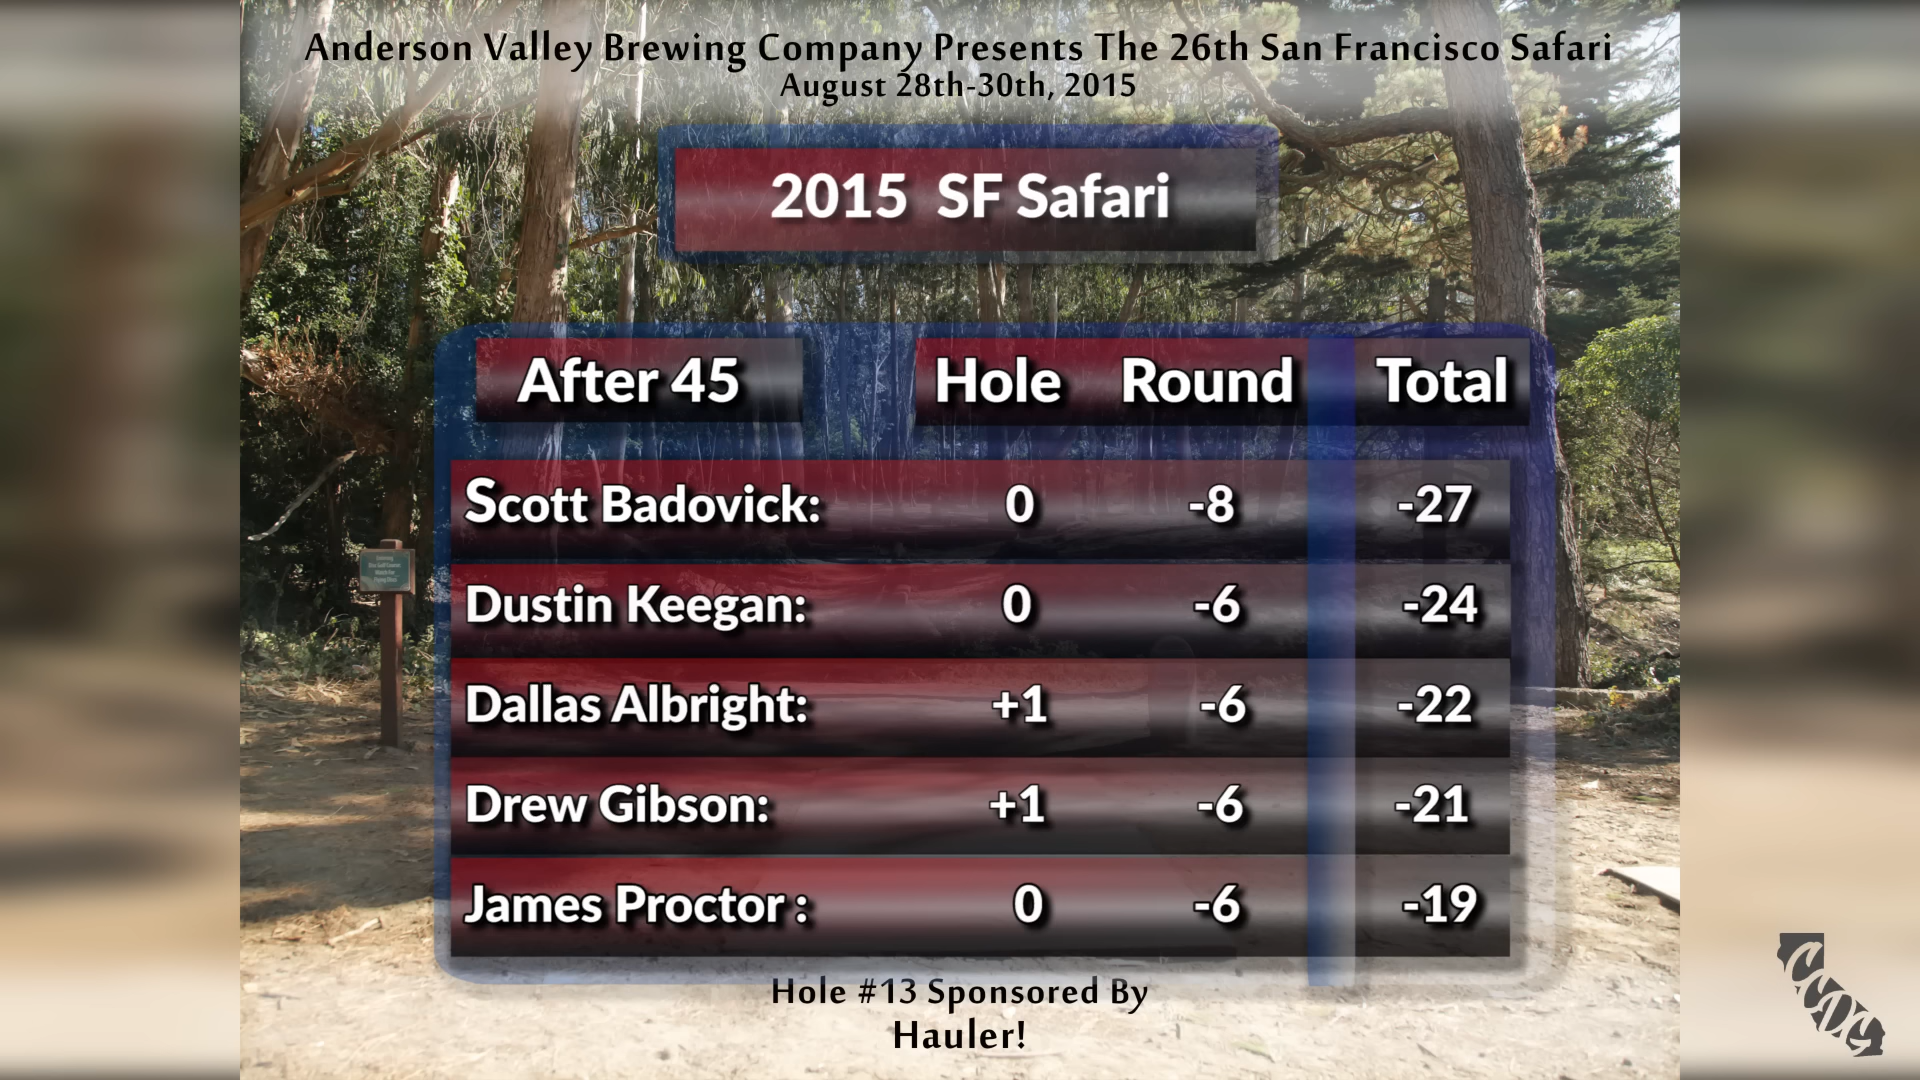 Anderson Valley Brewing Company Presents The 26th San Francisco Safari
August 28th-30th, 2015
2015 SF Safari
After 45 Hole Round Total
Scott Badovick: 0 -8 -27
Dustin Keegan: 0 -6 -24
Dallas Albright: +1 -6 -22
Drew Gibson: +1 -6 -21
James Proctor : 0 -6 -19
Hole #13 Sponsored By
Hauler!